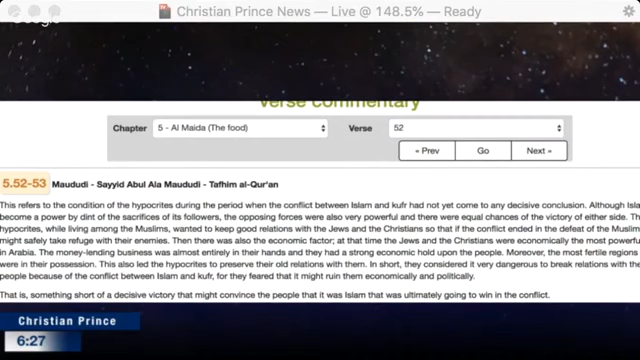 Christian Prince News — Live @ 148.5% — Ready
Verse commentary
Chapter 5 - Al Maida (The food) Verse 52
« Prev Go Next »
5.52-53 Maududi - Sayyid Abul Ala Maududi - Tafhim al-Qur'an
This refers to the condition of the hypocrites during the period when the conflict between Islam and kufr had not yet come to any decisive conclusion. Although Isla
become a power by dint of the sacrifices of its followers, the opposing forces were also very powerful and there were equal chances of the victory of either side. Th
hypocrites, while living among the Muslims, wanted to keep good relations with the Jews and the Christians so that if the conflict ended in the defeat of the Muslim
might safely take refuge with their enemies. Then there was also the economic factor; at that time the Jews and the Christians were economically the most powerfu
in Arabia. The money-lending business was almost entirely in their hands and they had a strong economic hold upon the people. Moreover, the most fertile regions
were in their possession. This also led the hypocrites to preserve their old relations with them. In short, they considered it very dangerous to break relations with the
people because of the conflict between Islam and kufr, for they feared that it might ruin them economically and politically.
That is, something short of a decisive victory that might convince the people that it was Islam that was ultimately going to win in the conflict.
Christian Prince
6:27